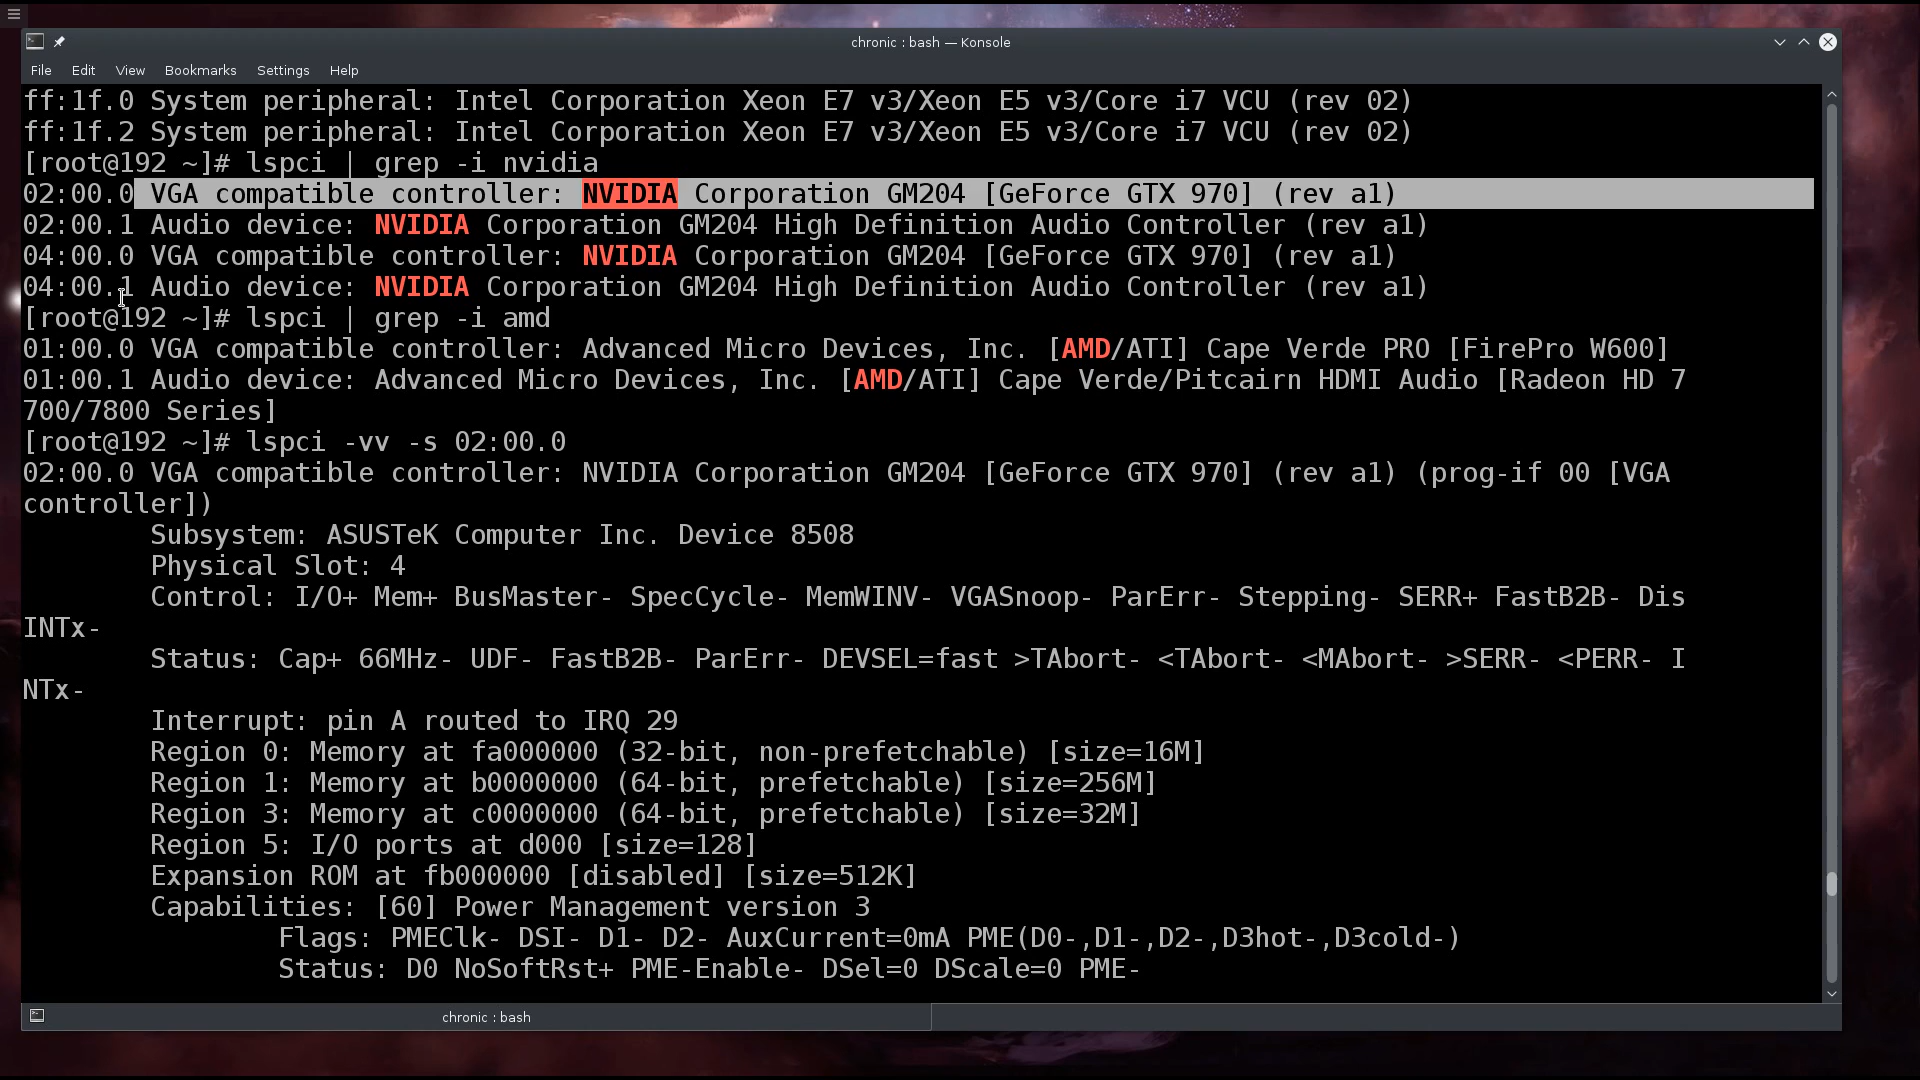 chronic : bash — Konsole
File Edit View Bookmarks Settings Help
ff:1f.0 System peripheral: Intel Corporation Xeon E7 v3/Xeon E5 v3/Core i7 VCU (rev 02)
ff:1f.2 System peripheral: Intel Corporation Xeon E7 v3/Xeon E5 v3/Core i7 VCU (rev 02)
[root@192 ~]# lspci | grep -i nvidia
02:00.0 VGA compatible controller: NVIDIA Corporation GM204 [GeForce GTX 970] (rev a1)
02:00.1 Audio device: NVIDIA Corporation GM204 High Definition Audio Controller (rev a1)
04:00.0 VGA compatible controller: NVIDIA Corporation GM204 [GeForce GTX 970] (rev a1)
04:00.1 Audio device: NVIDIA Corporation GM204 High Definition Audio Controller (rev a1)
[root@192 ~]# lspci | grep -i amd
01:00.0 VGA compatible controller: Advanced Micro Devices, Inc. [AMD/ATI] Cape Verde PRO [FirePro W600]
01:00.1 Audio device: Advanced Micro Devices, Inc. [AMD/ATI] Cape Verde/Pitcairn HDMI Audio [Radeon HD 7
700/7800 Series]
[root@192 ~]# lspci -vv -s 02:00.0
02:00.0 VGA compatible controller: NVIDIA Corporation GM204 [GeForce GTX 970] (rev a1) (prog-if 00 [VGA
controller])
Subsystem: ASUSTeK Computer Inc. Device 8508
Physical Slot: 4
Control: I/O+ Mem+ BusMaster- SpecCycle- MemWINV- VGASnoop- ParErr- Stepping- SERR+ FastB2B- Dis
INTx-
Status: Cap+ 66MHz- UDF- FastB2B- ParErr- DEVSEL=fast >TAbort- <TAbort- <MAbort- >SERR- <PERR- I
NTx-
Interrupt: pin A routed to IRQ 29
Region 0: Memory at fa000000 (32-bit, non-prefetchable) [size=16M]
Region 1: Memory at b0000000 (64-bit, prefetchable) [size=256M]
Region 3: Memory at c0000000 (64-bit, prefetchable) [size=32M]
Region 5: I/O ports at d000 [size=128]
Expansion ROM at fb000000 [disabled] [size=512K]
Capabilities: [60] Power Management version 3
Flags: PMEClk- DSI- D1- D2- AuxCurrent=0mA PME(D0-,D1-,D2-,D3hot-,D3cold-)
Status: D0 NoSoftRst+ PME-Enable- DSel=0 DScale=0 PME-
chronic : bash